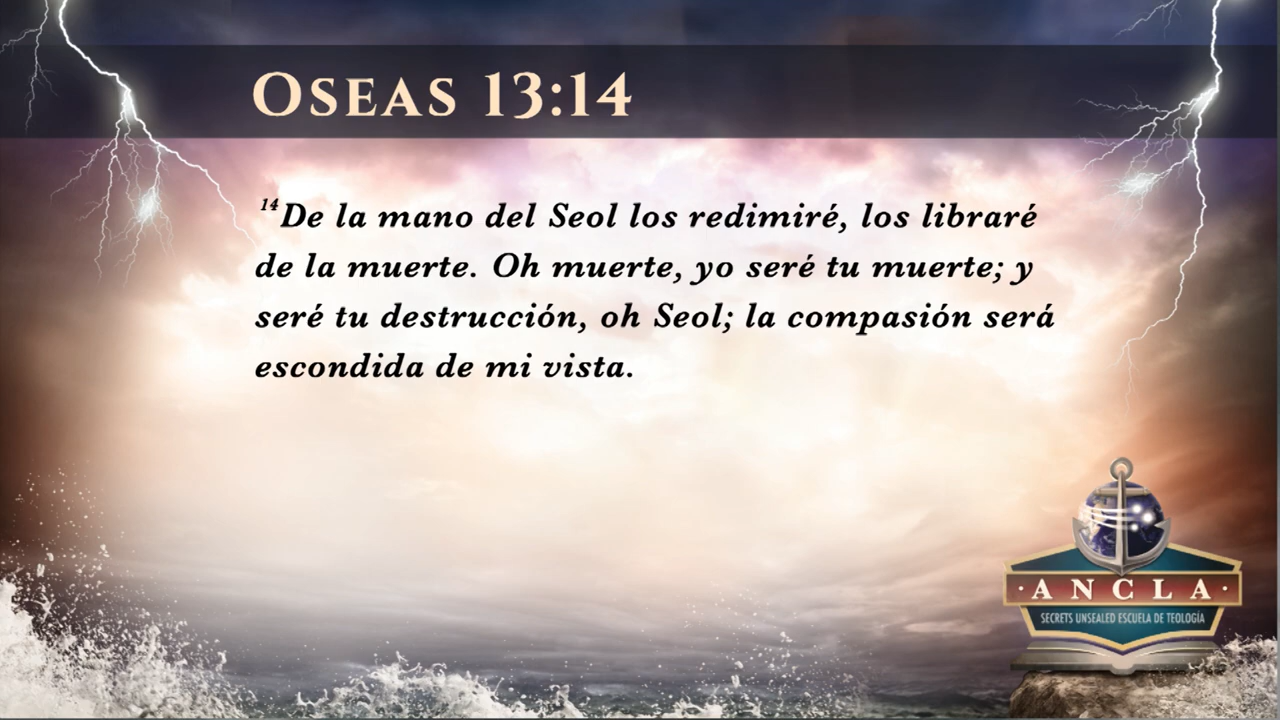 OSEAS 13:14
14De la mano del Seol los redimiré, los libraré
de la muerte. Oh muerte, yo seré tu muerte; y
seré tu destrucción, oh Seol; la compasión será
escondida de mi vista.
·ANCLA·
SECRETS UNSEALED ESCUELA DE TEOLOGÍA